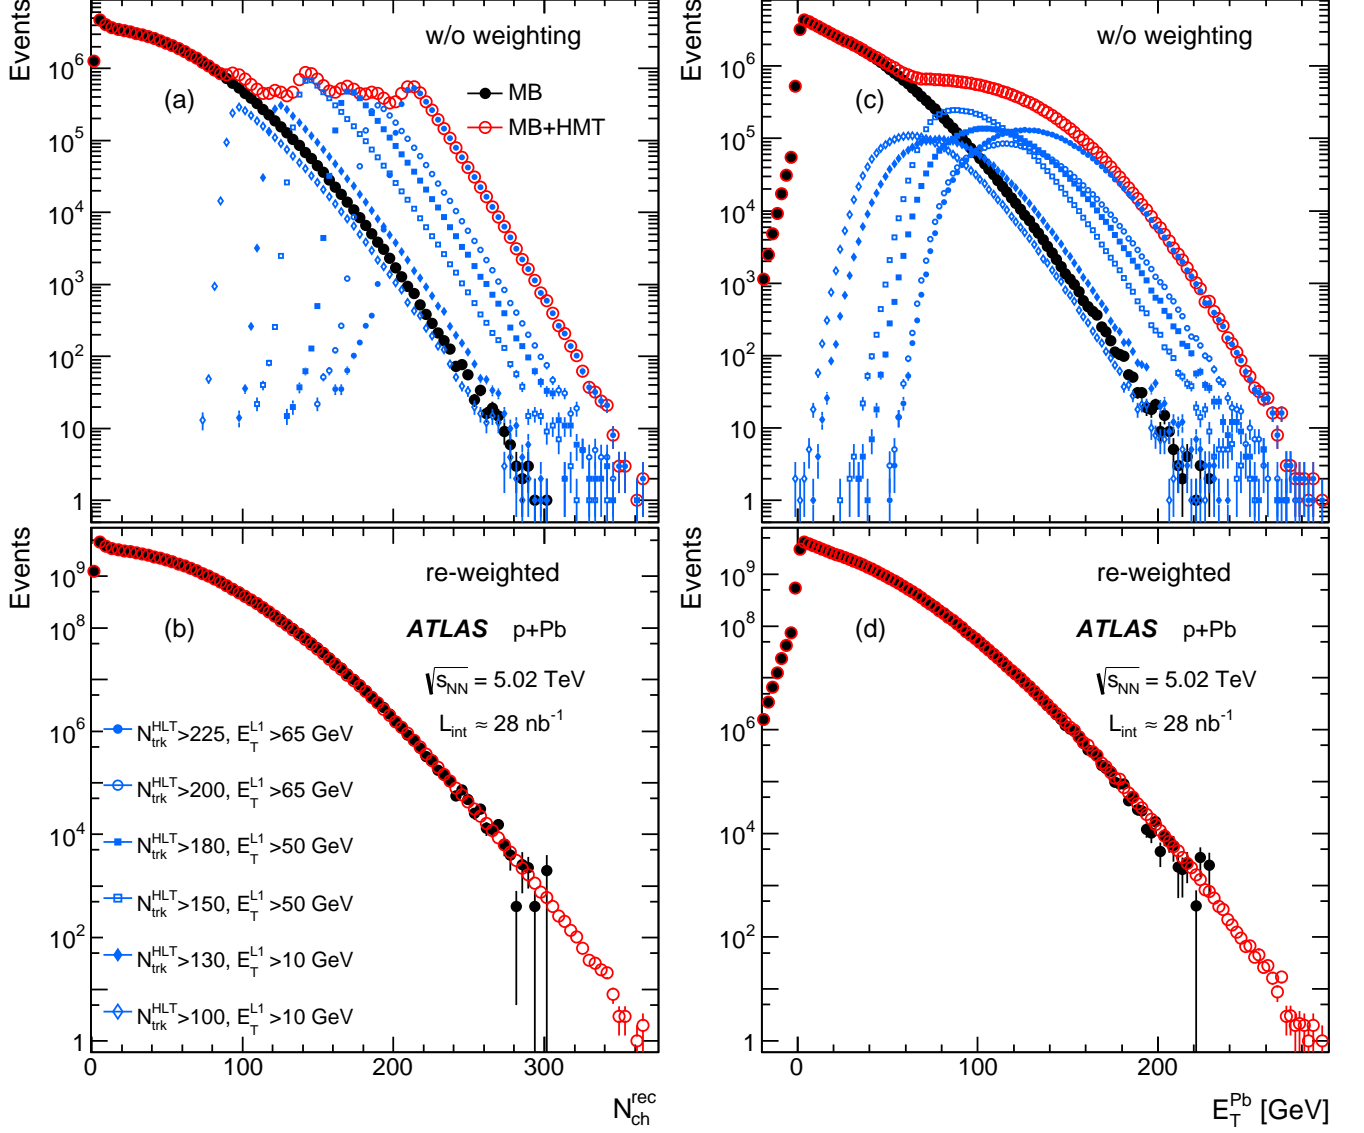 Events
10^6
10^5
10^4
10^3
10^2
10
1
w/o weighting
(a)
MB
MB+HMT
Events
10^6
10^5
10^4
10^3
10^2
10
1
w/o weighting
(c)
Events
10^9
10^8
10^6
10^4
10^2
1
re-weighted
(b)
ATLAS p+Pb
√s_NN = 5.02 TeV
L_int ≈ 28 nb^-1
N_trk^HLT >225, E_T^L1 >65 GeV
N_trk^HLT >200, E_T^L1 >65 GeV
N_trk^HLT >180, E_T^L1 >50 GeV
N_trk^HLT >150, E_T^L1 >50 GeV
N_trk^HLT >130, E_T^L1 >10 GeV
N_trk^HLT >100, E_T^L1 >10 GeV
0 100 200 300
N_ch^rec
Events
10^9
10^8
10^6
10^4
10^2
1
re-weighted
(d)
ATLAS p+Pb
√s_NN = 5.02 TeV
L_int ≈ 28 nb^-1
0 100 200
E_T^Pb [GeV]